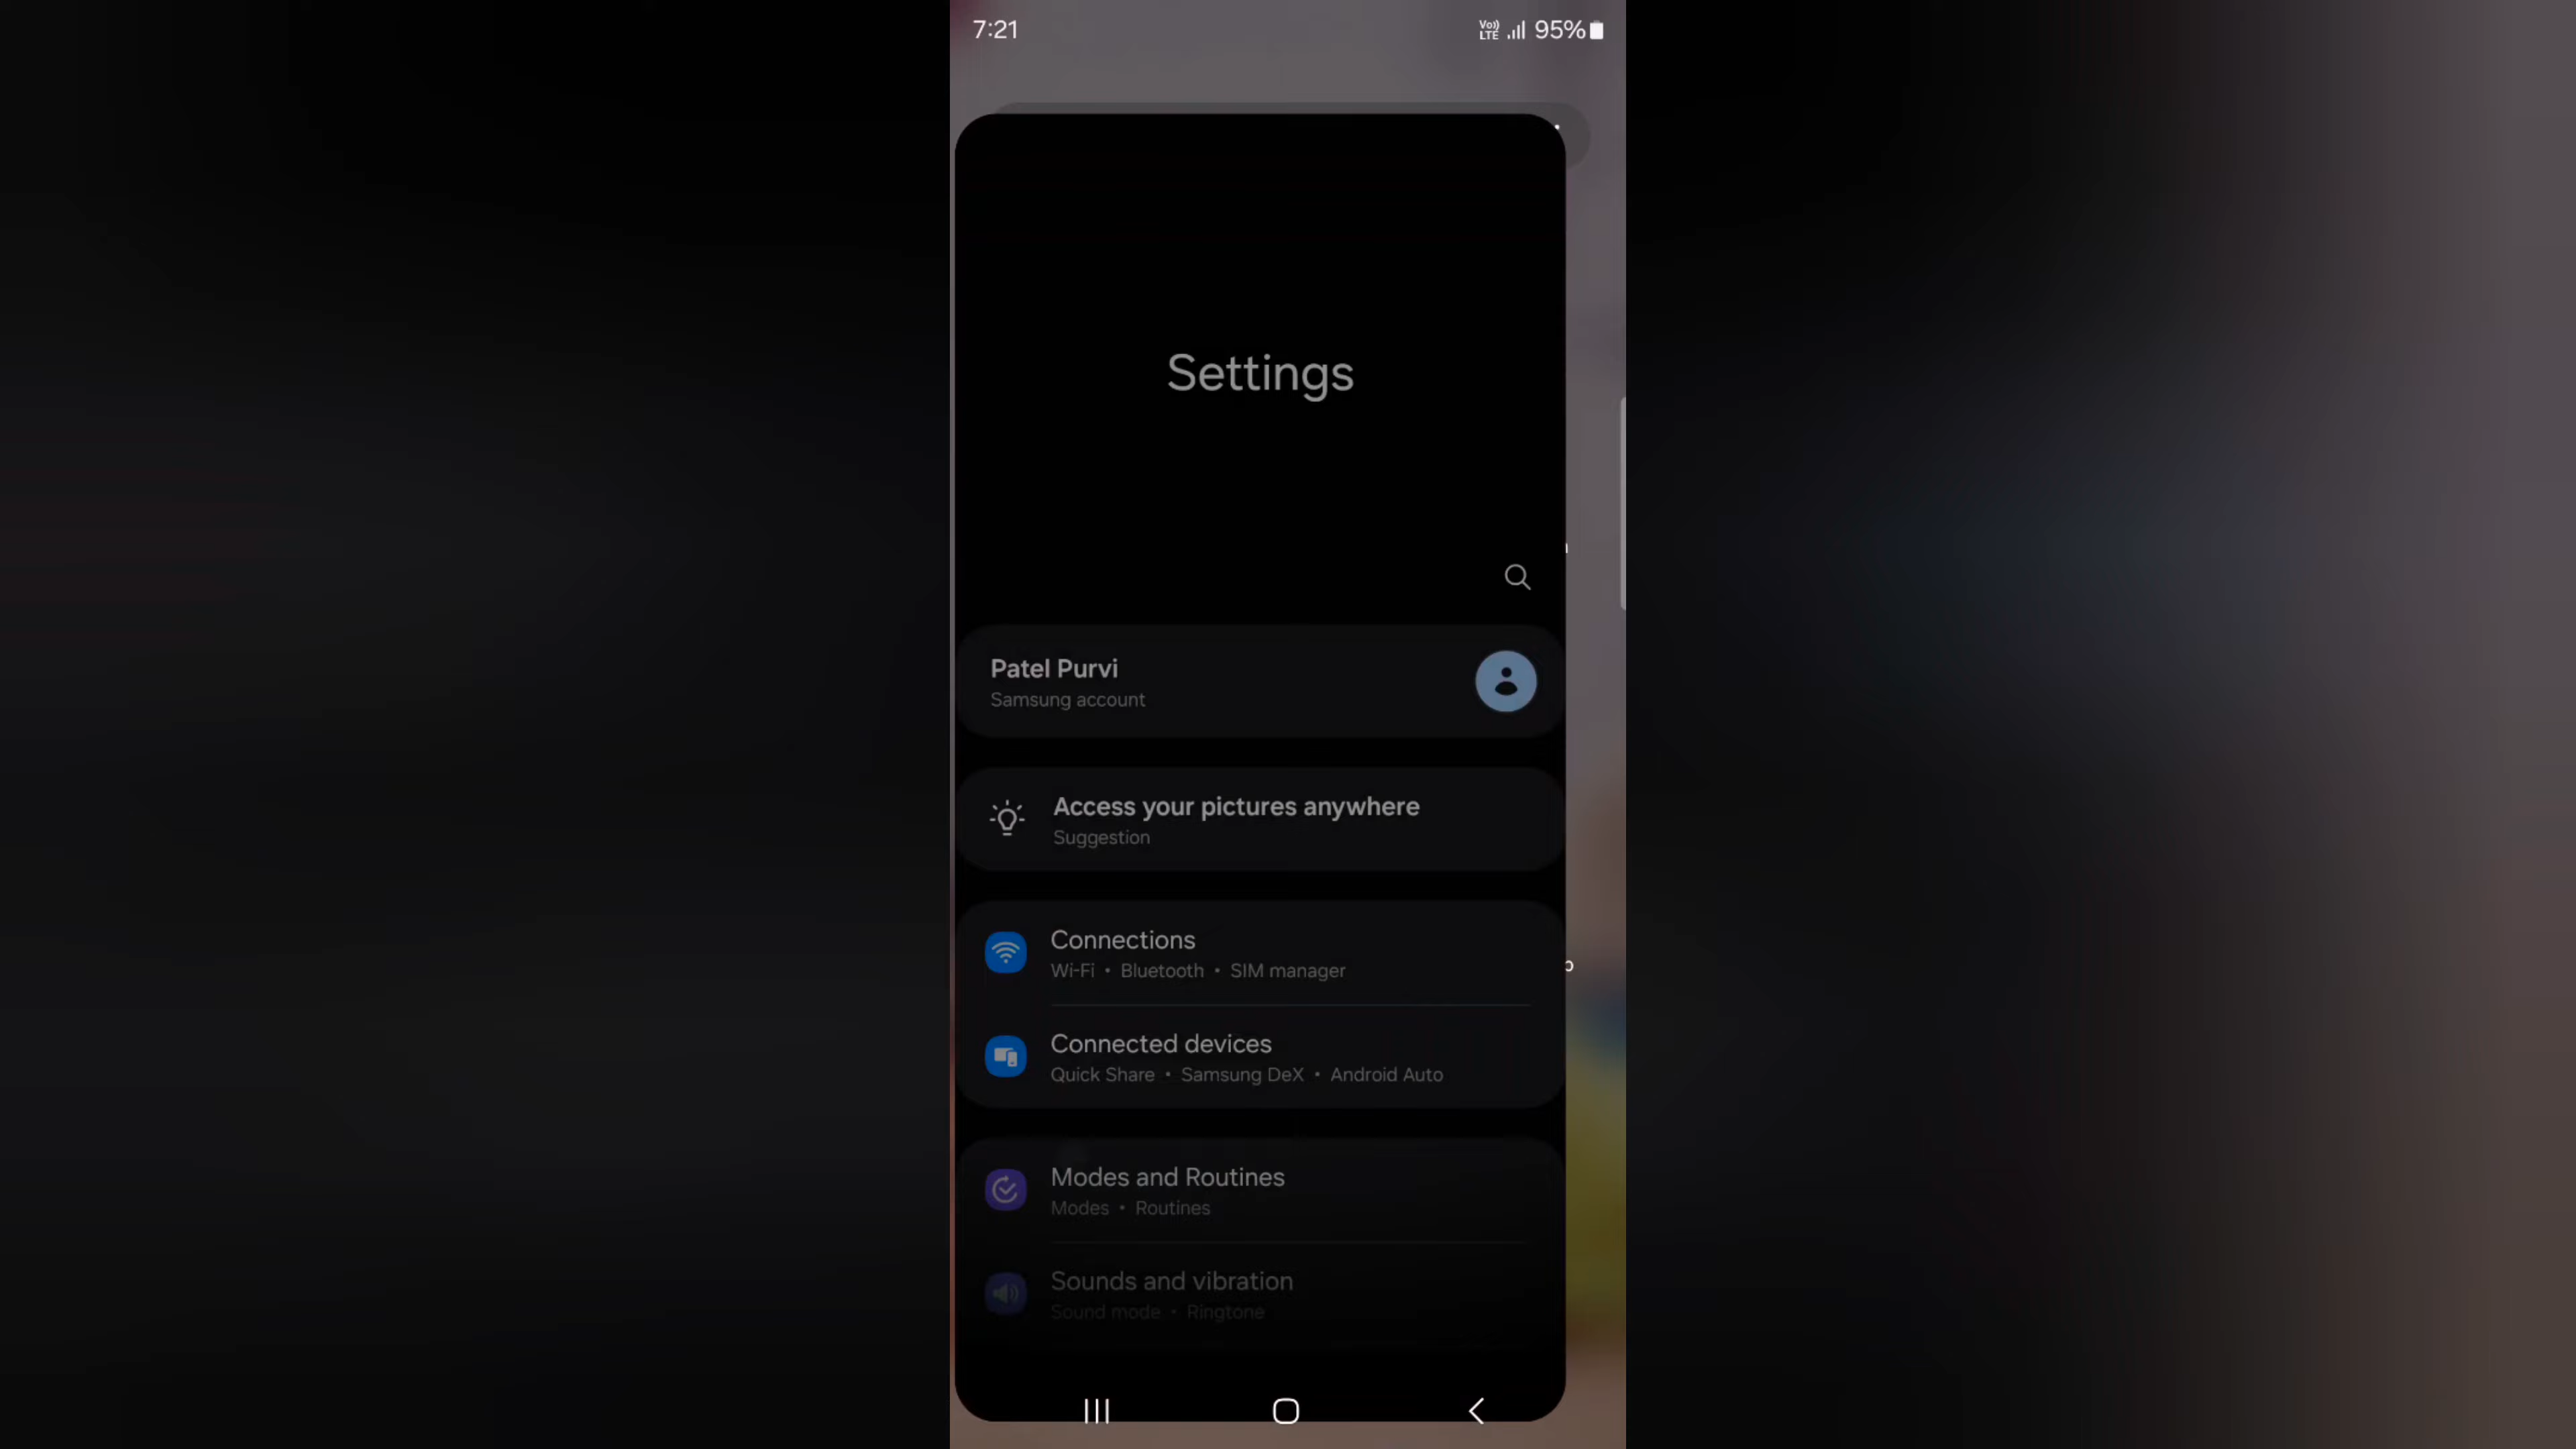 7:21
Vo)) LTE 95%
Settings
Patel Purvi
Samsung account
Access your pictures anywhere
Suggestion
Connections
Wi-Fi • Bluetooth • SIM manager
Connected devices
Quick Share • Samsung DeX • Android Auto
Modes and Routines
Modes • Routines
Sounds and vibration
Sound mode • Ringtone